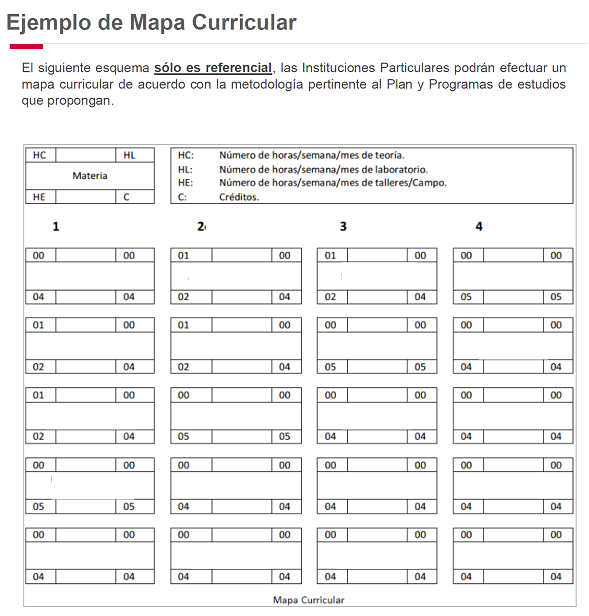 Ejemplo de Mapa Curricular
El siguiente esquema sólo es referencial, las Instituciones Particulares podrán efectuar un
mapa curricular de acuerdo con la metodología pertinente al Plan y Programas de estudios
que propongan.
HC HL
Materia
HE C
HC: Número de horas/semana/mes de teoría.
HL: Número de horas/semana/mes de laboratorio.
HE: Número de horas/semana/mes de talleres/Campo.
C: Créditos.
1 2 3 4
00 00 01 00 01 00 00 00
04 04 02 04 02 04 05 05
01 00 01 00 00 00 00 00
02 04 02 04 05 05 04 04
01 00 00 00 00 00 00 00
02 04 05 05 04 04 04 04
00 00 00 00 00 00 00 00
05 05 04 04 04 04 04 04
00 00 00 00 00 00 00 00
04 04 04 04 04 04 04 04
Mapa Curricular